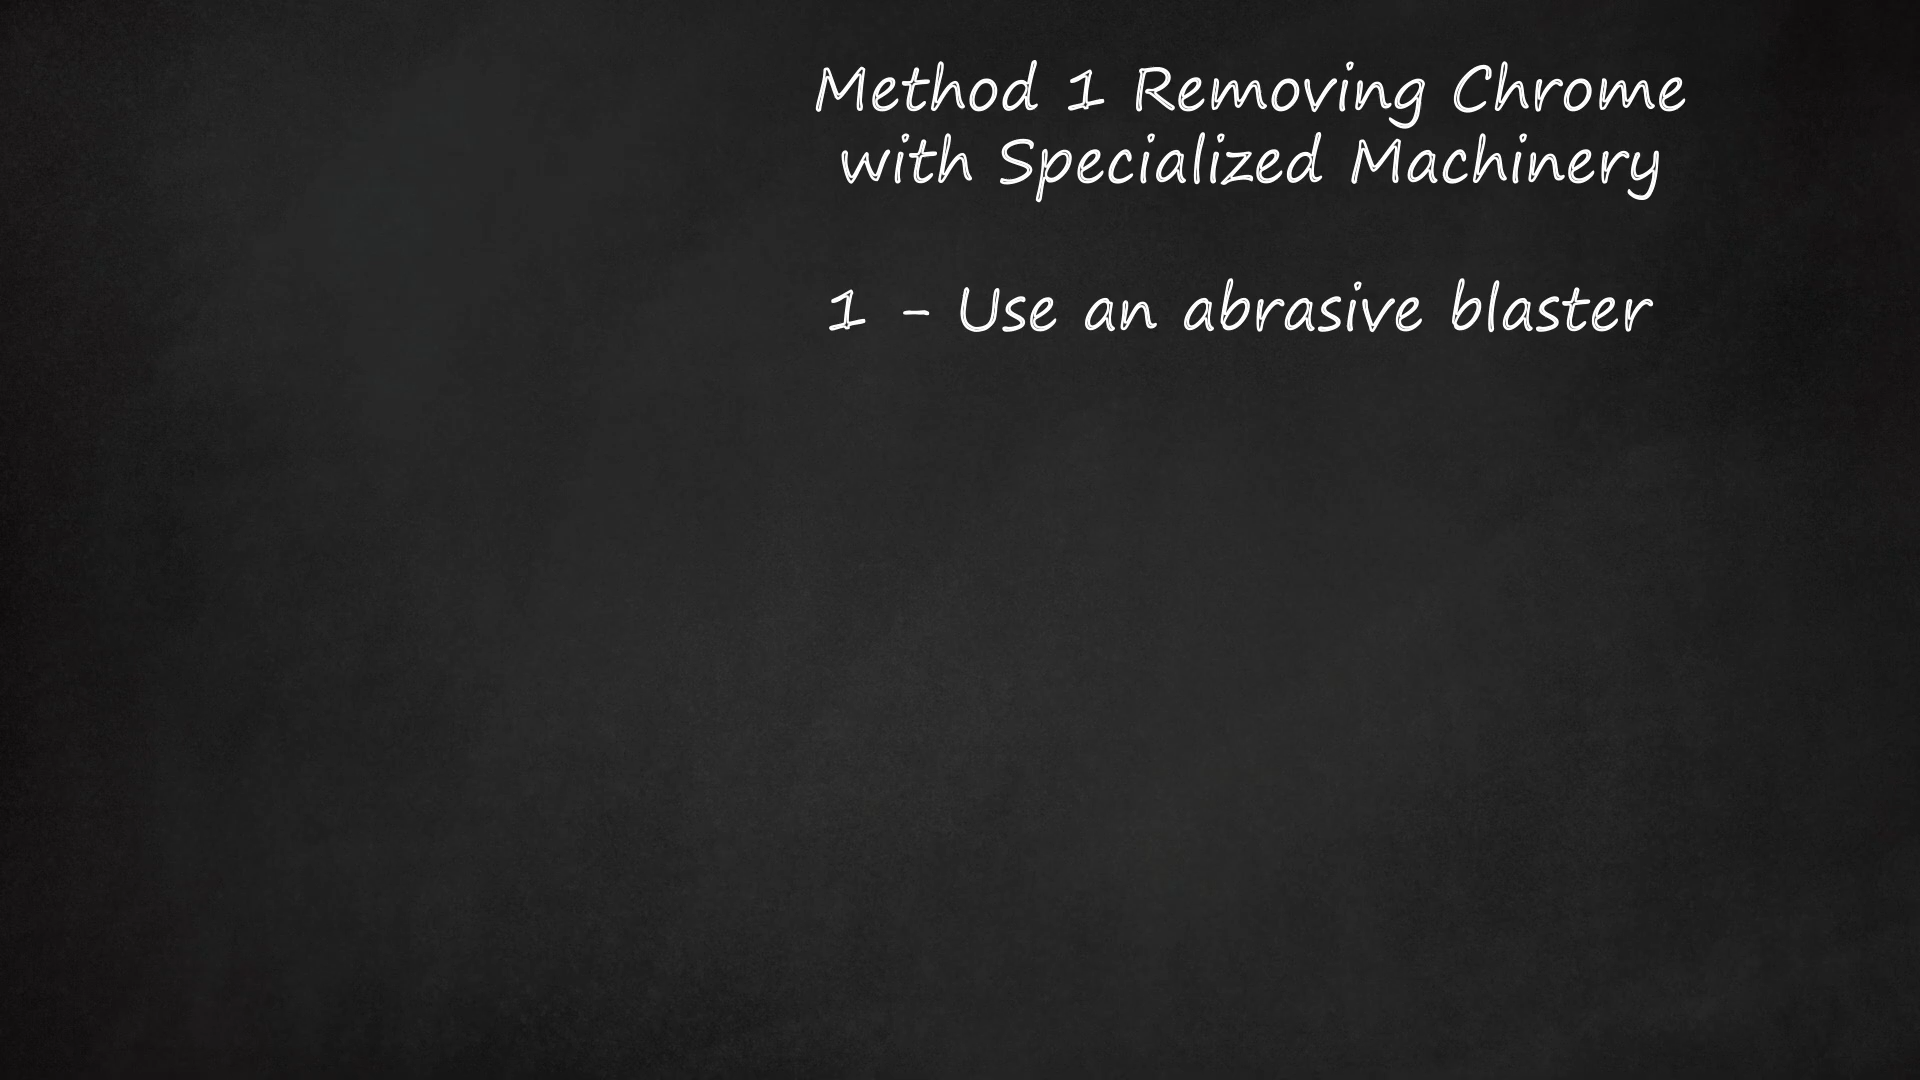 Method 1 Removing Chrome
with Specialized Machinery
1 - Use an abrasive blaster